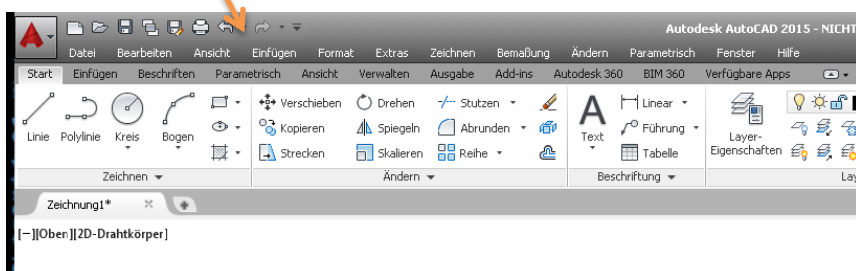 Autodesk AutoCAD 2015 - NICHT
Datei Bearbeiten Ansicht Einfügen Format Extras Zeichnen Bemaßung Ändern Parametrisch Fenster Hilfe
Start Einfügen Beschriften Parametrisch Ansicht Verwalten Ausgabe Add-ins Autodesk 360 BIM 360 Verfügbare Apps
Verschieben Drehen Stutzen Linear
Kopieren Spiegeln Abrunden Führung
Linie Polylinie Kreis Bogen Text Layer-
Eigenschaften
Strecken Skalieren Reihe Tabelle
Zeichnen Ändern Beschriftung Lay
Zeichnung1*
[–][Oben][2D-Drahtkörper]